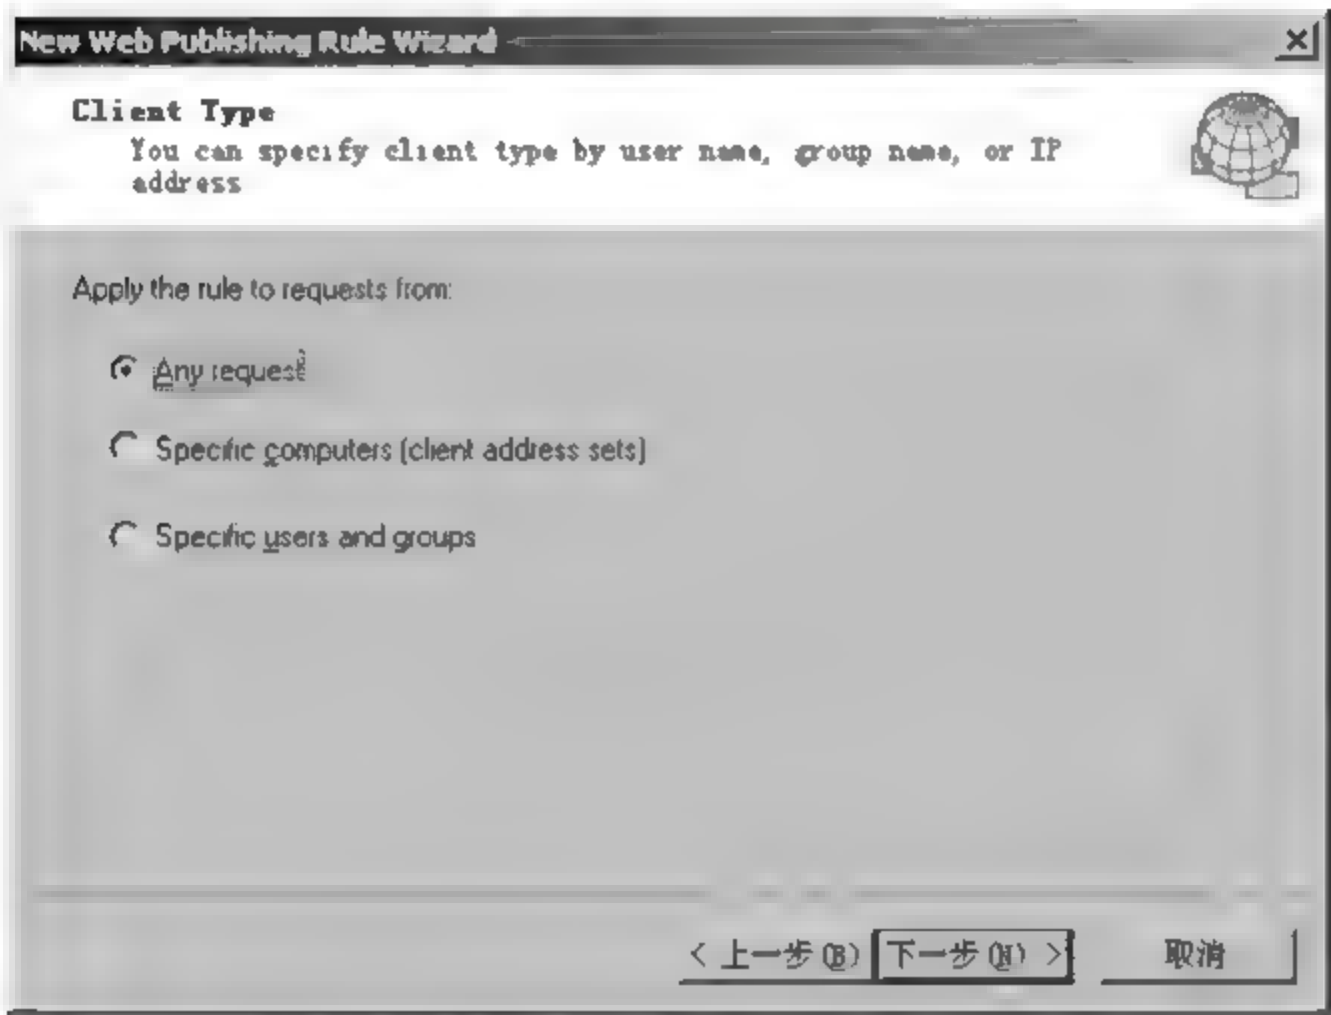 New Web Publishing Rule Wizard
Client Type
You can specify client type by user name, group name, or IP
address
Apply the rule to requests from:
Any request
Specific computers (client address sets)
Specific users and groups
< 上一步(B) 下一步(N) > 取消